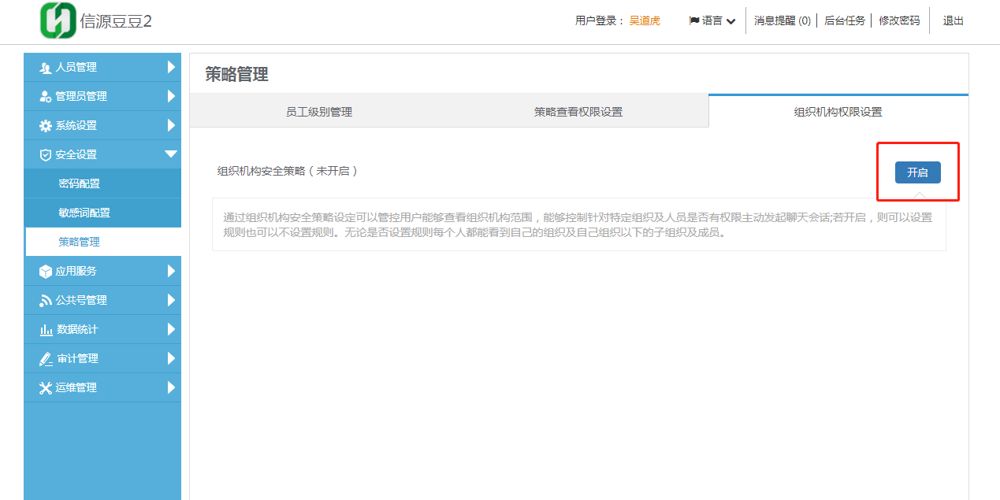 信源豆豆2
用户登录： 吴道虎 语言 消息提醒 (0) 后台任务 修改密码 退出
人员管理
管理员管理
系统设置
安全设置
密码配置
敏感词配置
策略管理
应用服务
公共号管理
数据统计
审计管理
运维管理
策略管理
员工级别管理 策略查看权限设置 组织机构权限设置
组织机构安全策略（未开启） 开启
通过组织机构安全策略设定可以管控用户能够查看组织机构范围，能够控制针对特定组织及人员是否有权限主动发起聊天会话;若开启，则可以设置
规则也可以不设置规则。无论是否设置规则每个人都能看到自己的组织及自己组织以下的子组织及成员。